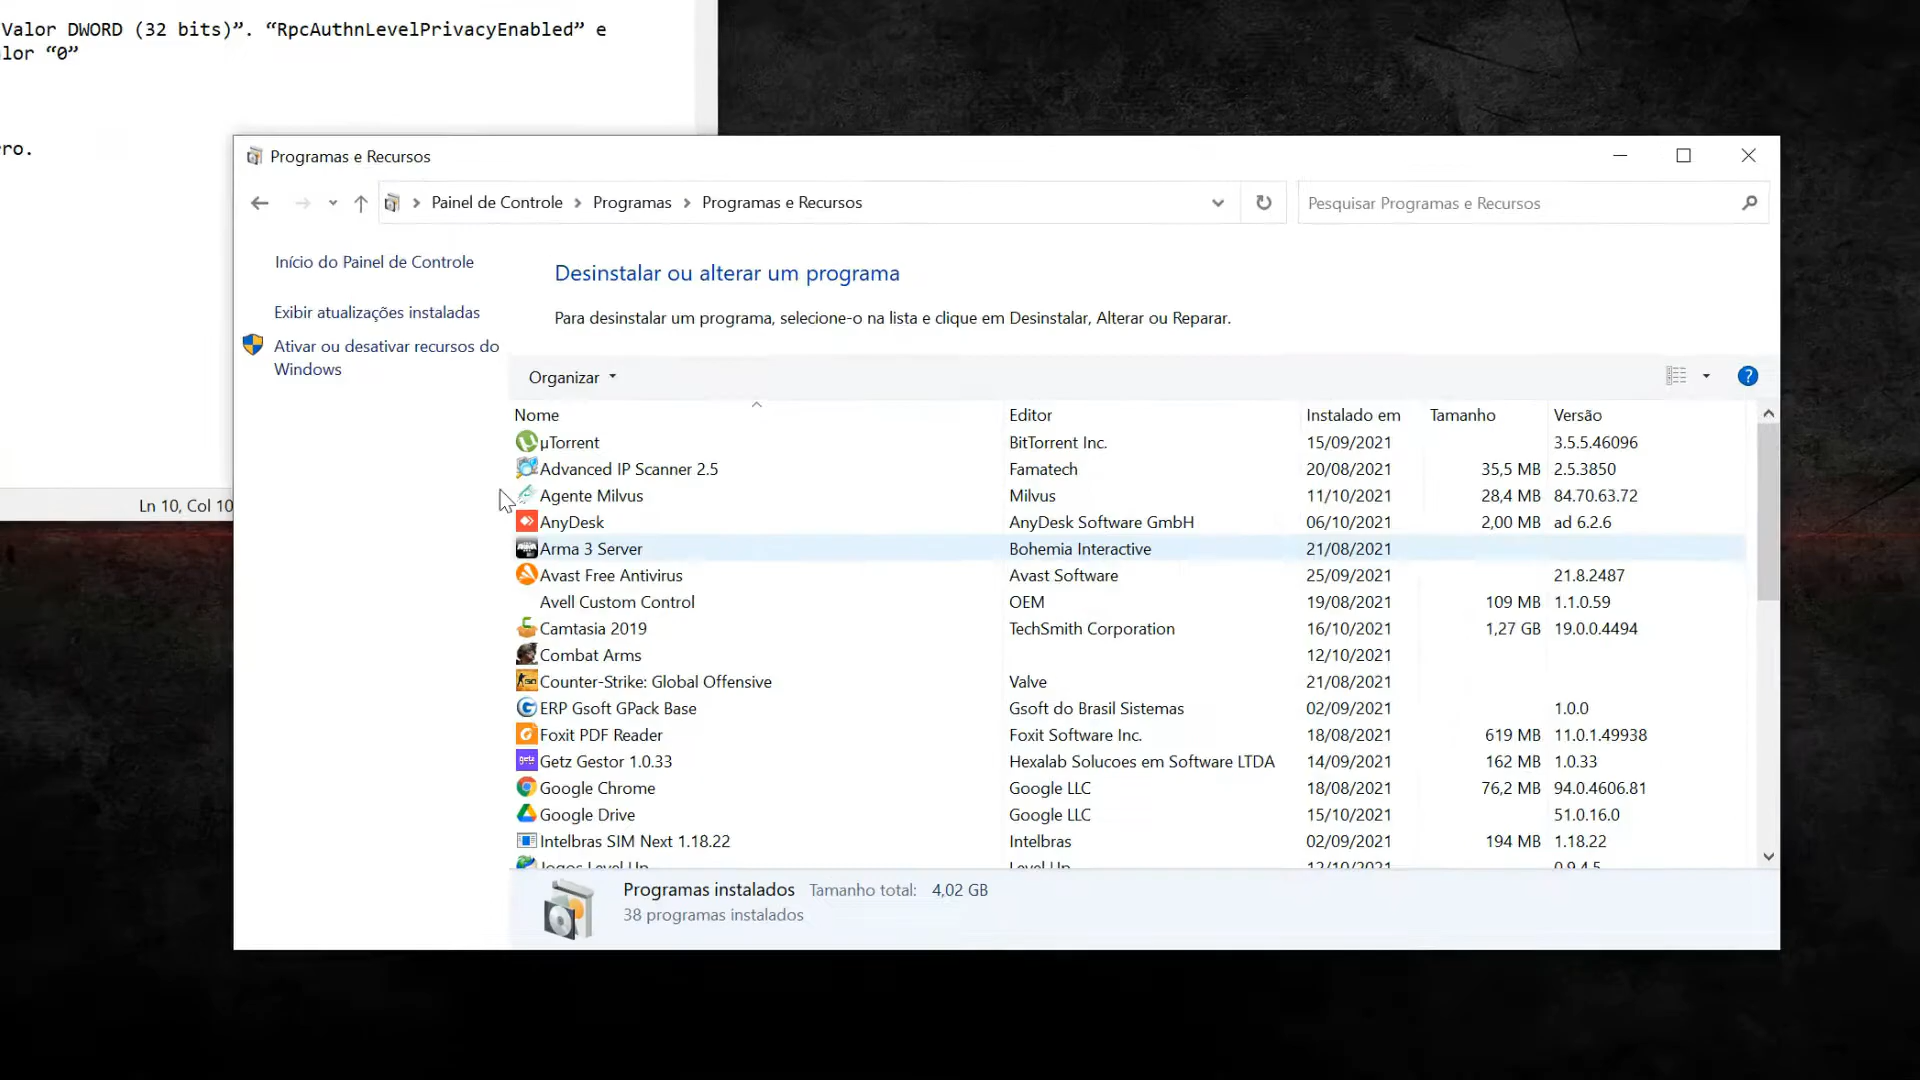 Valor DWORD (32 bits)”. “RpcAuthnLevelPrivacyEnabled” e
lor “0”
ro.
Ln 10, Col 10
Programas e Recursos
Painel de Controle > Programas > Programas e Recursos
Pesquisar Programas e Recursos
Início do Painel de Controle
Exibir atualizações instaladas
Ativar ou desativar recursos do
Windows
Desinstalar ou alterar um programa
Para desinstalar um programa, selecione-o na lista e clique em Desinstalar, Alterar ou Reparar.
Organizar
Nome Editor Instalado em Tamanho Versão
µTorrent BitTorrent Inc. 15/09/2021 3.5.5.46096
Advanced IP Scanner 2.5 Famatech 20/08/2021 35,5 MB 2.5.3850
Agente Milvus Milvus 11/10/2021 28,4 MB 84.70.63.72
AnyDesk AnyDesk Software GmbH 06/10/2021 2,00 MB ad 6.2.6
Arma 3 Server Bohemia Interactive 21/08/2021
Avast Free Antivirus Avast Software 25/09/2021 21.8.2487
Avell Custom Control OEM 19/08/2021 109 MB 1.1.0.59
Camtasia 2019 TechSmith Corporation 16/10/2021 1,27 GB 19.0.0.4494
Combat Arms 12/10/2021
Counter-Strike: Global Offensive Valve 21/08/2021
ERP Gsoft GPack Base Gsoft do Brasil Sistemas 02/09/2021 1.0.0
Foxit PDF Reader Foxit Software Inc. 18/08/2021 619 MB 11.0.1.49938
Getz Gestor 1.0.33 Hexalab Solucoes em Software LTDA 14/09/2021 162 MB 1.0.33
Google Chrome Google LLC 18/08/2021 76,2 MB 94.0.4606.81
Google Drive Google LLC 15/10/2021 51.0.16.0
Intelbras SIM Next 1.18.22 Intelbras 02/09/2021 194 MB 1.18.22
Jogos Level Up Level Up 12/10/2021 0.9.4.5
Programas instalados Tamanho total: 4,02 GB
38 programas instalados